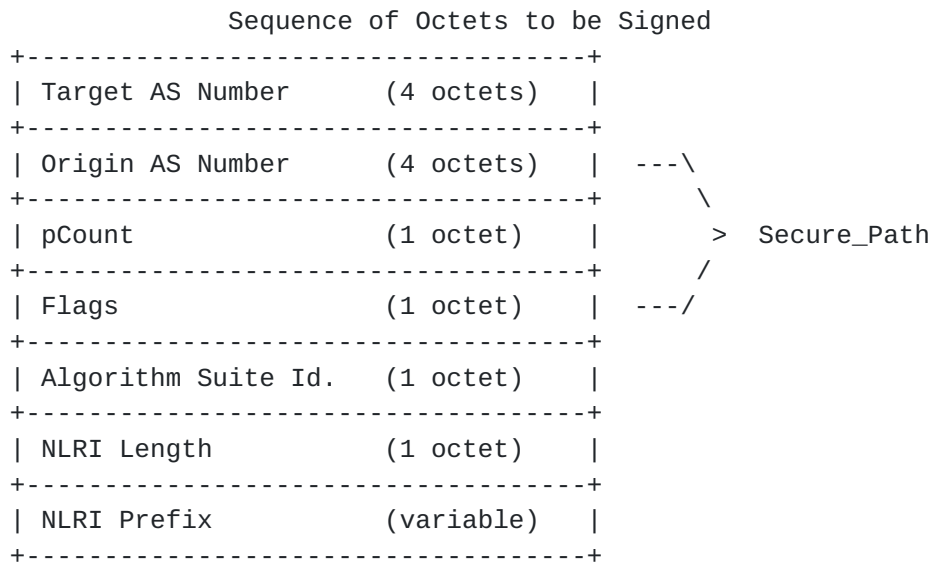 Sequence of Octets to be Signed
+------------------------------------+
| Target AS Number      (4 octets)   |
+------------------------------------+
| Origin AS Number      (4 octets)   |  ---\
+------------------------------------+      \
| pCount                (1 octet)    |       >  Secure_Path
+------------------------------------+      /
| Flags                 (1 octet)    |  ---/
+------------------------------------+
| Algorithm Suite Id.   (1 octet)    |
+------------------------------------+
| NLRI Length           (1 octet)    |
+------------------------------------+
| NLRI Prefix           (variable)   |
+------------------------------------+